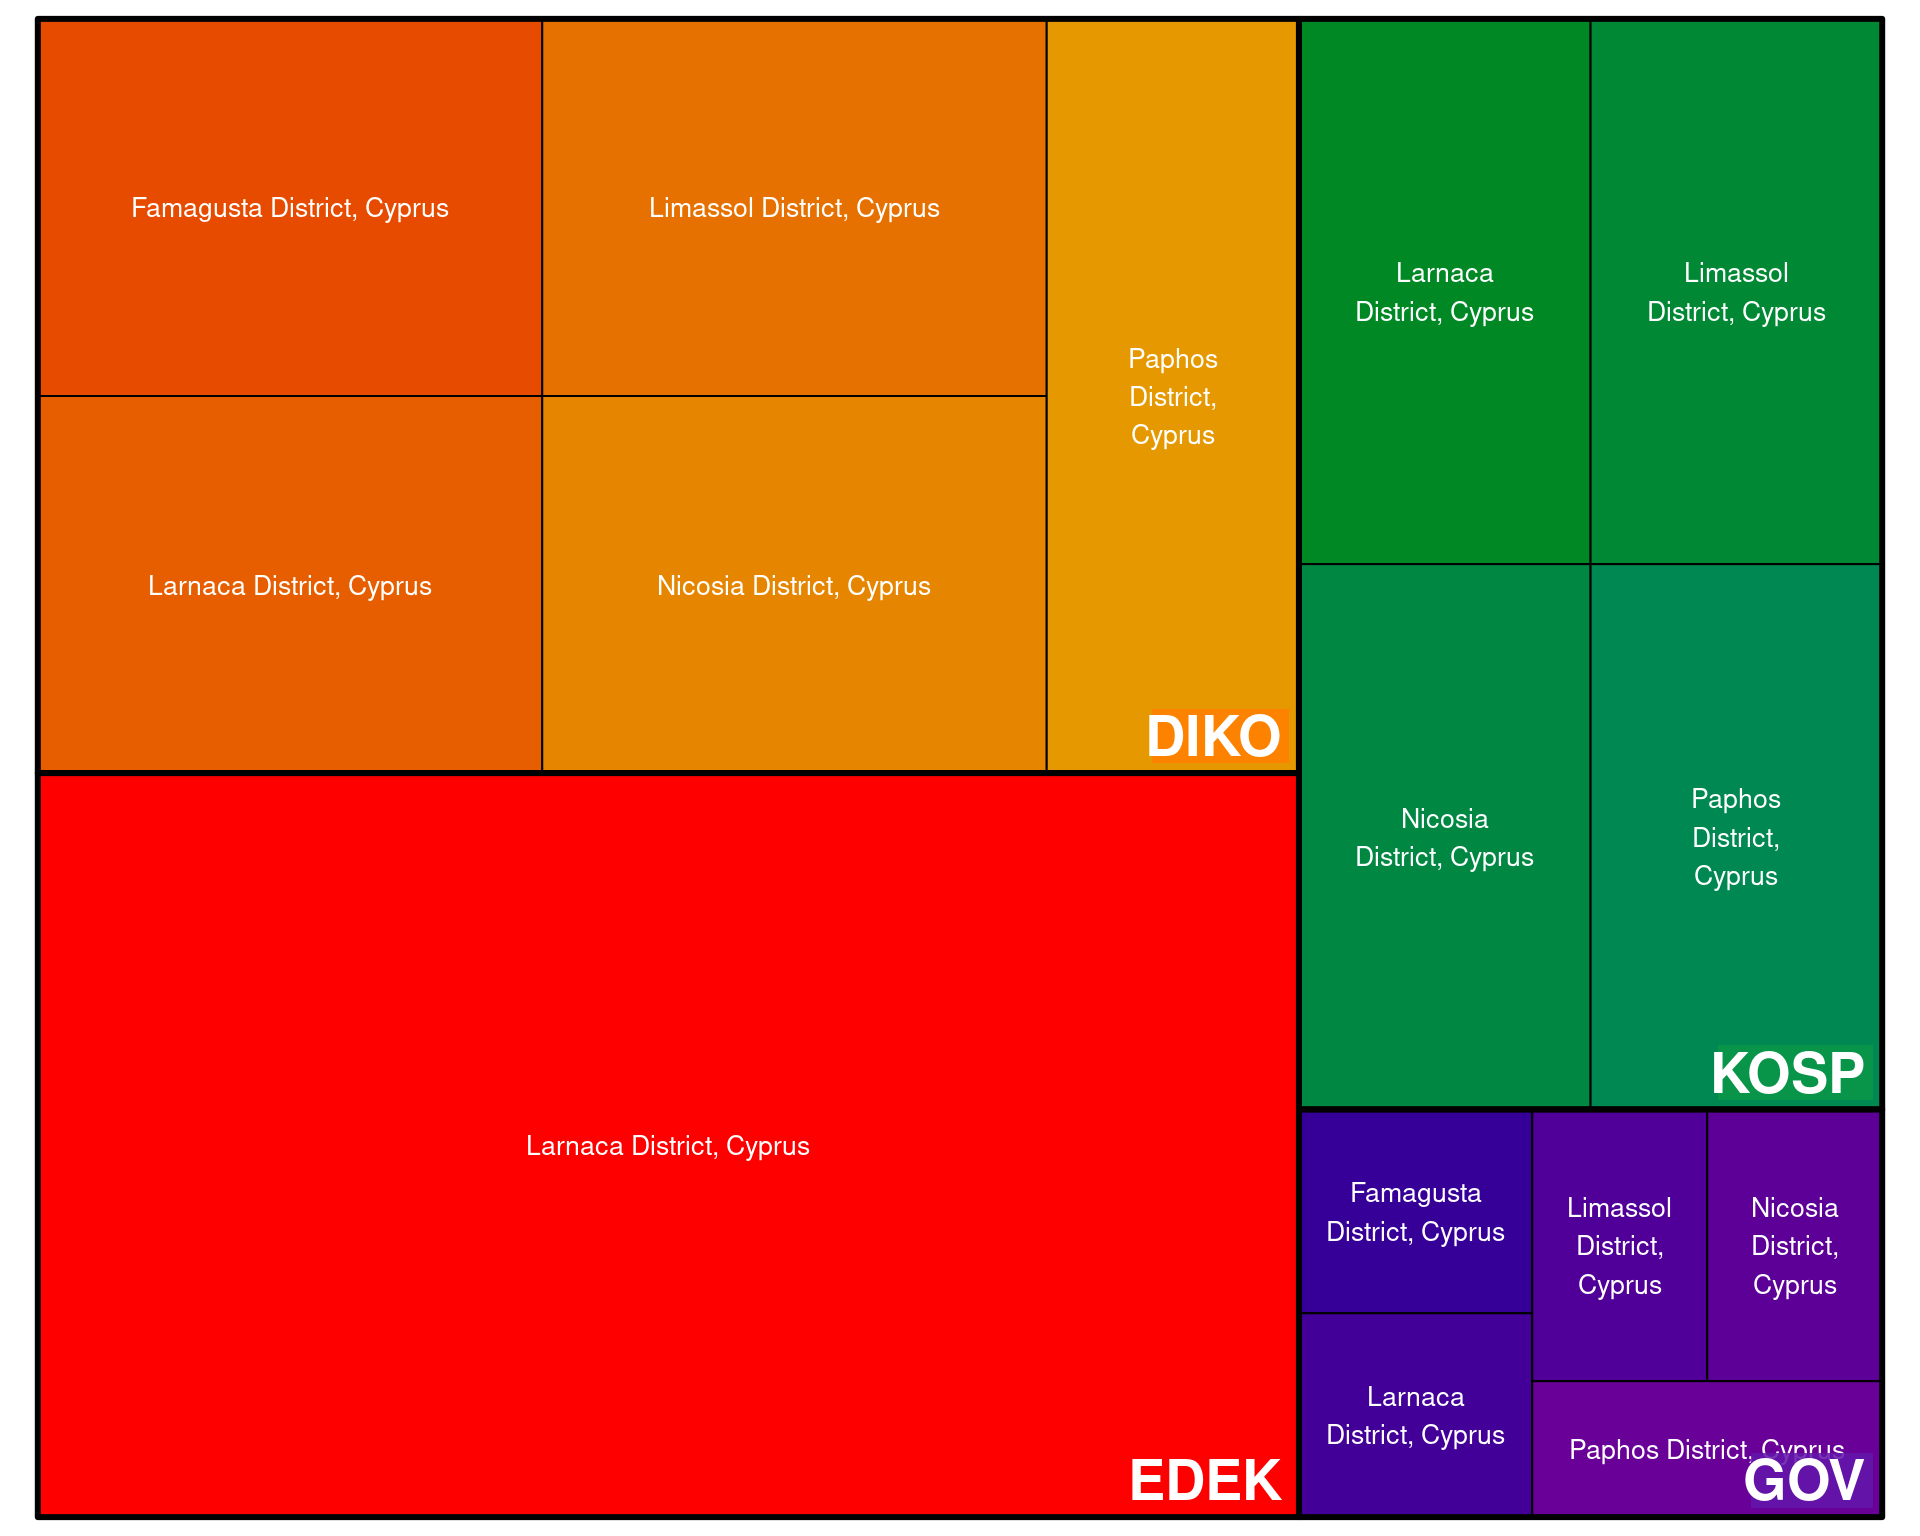 Famagusta District, Cyprus
Limassol District, Cyprus
Paphos
District,
Cyprus
Larnaca District, Cyprus
Nicosia District, Cyprus
DIKO
Larnaca District, Cyprus
EDEK
Larnaca
District, Cyprus
Limassol
District, Cyprus
Nicosia
District, Cyprus
Paphos
District,
Cyprus
KOSP
Famagusta
District, Cyprus
Limassol
District,
Cyprus
Nicosia
District,
Cyprus
Larnaca
District, Cyprus
Paphos District, Cyprus
GOV